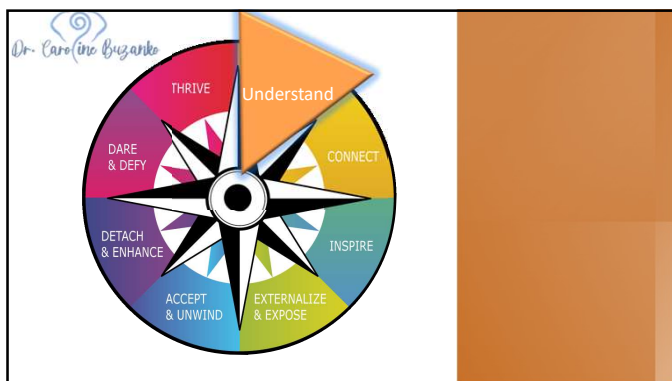 Dr. Caroline Buzanko
THRIVE
Understand
DARE
& DEFY
CONNECT
DETACH
& ENHANCE
INSPIRE
ACCEPT
& UNWIND
EXTERNALIZE
& EXPOSE